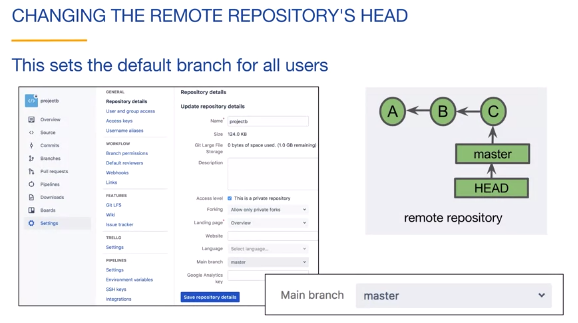 CHANGING THE REMOTE REPOSITORY'S HEAD
This sets the default branch for all users
projectb
Overview
Source
Commits
Branches
Pull requests
Pipelines
Downloads
Boards
Settings
GENERAL
Repository details
User and group access
Access keys
Username aliases
WORKFLOW
Branch permissions
Default reviewers
Webhooks
Links
FEATURES
Git LFS
Wiki
Issue tracker
TRELLO
Settings
PIPELINES
Settings
Environment variables
SSH keys
Integrations
Repository details
Update repository details
Name* projectb
Size 124.0 KB
Git Large File Storage 0 bytes of space used. (1.0 GB remaining)
Description
Access level This is a private repository
Forking Allow only private forks
Landing page* Overview
Website
Language Select language...
Main branch master
Google Analytics key
Save repository details
Main branch master
A B C
master
HEAD
remote repository